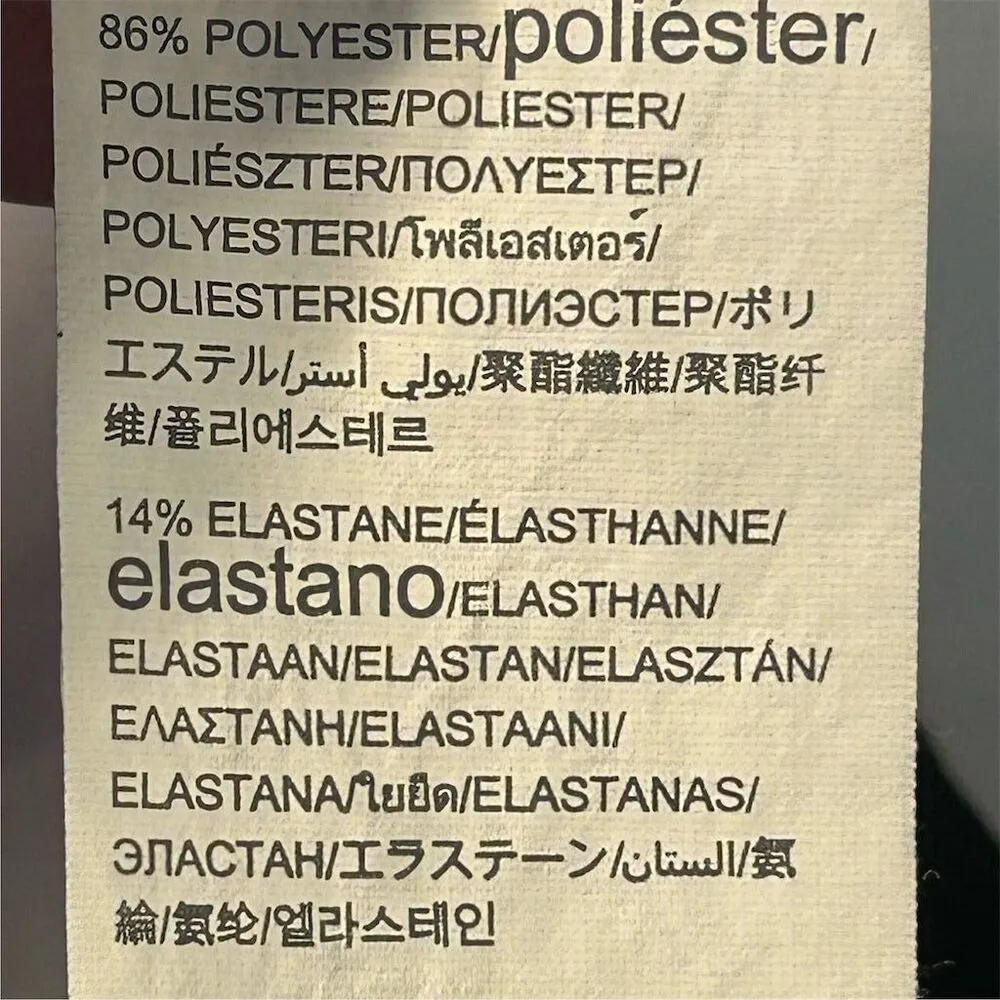 86% POLYESTER/poliéster/
POLIESTERE/POLIESTER/
POLIÉSZTER/ΠΟΛΥΕΣΤΕΡ/
POLYESTERI/โพลีเอสเตอร์/
POLIESTERIS/ПОЛИЭСТЕР/ポリ
エステル/يولي أستر/聚酯纖維/聚酯纤
维/폴리에스테르
14% ELASTANE/ÉLASTHANNE/
elastano/ELASTHAN/
ELASTAAN/ELASTAN/ELASZTÁN/
ΕΛΑΣΤΑΝΗ/ELASTAANI/
ELASTANA/ใยยืด/ELASTANAS/
ЭЛАСТАН/エラステーン/الستان/氨
綸/氨纶/엘라스테인